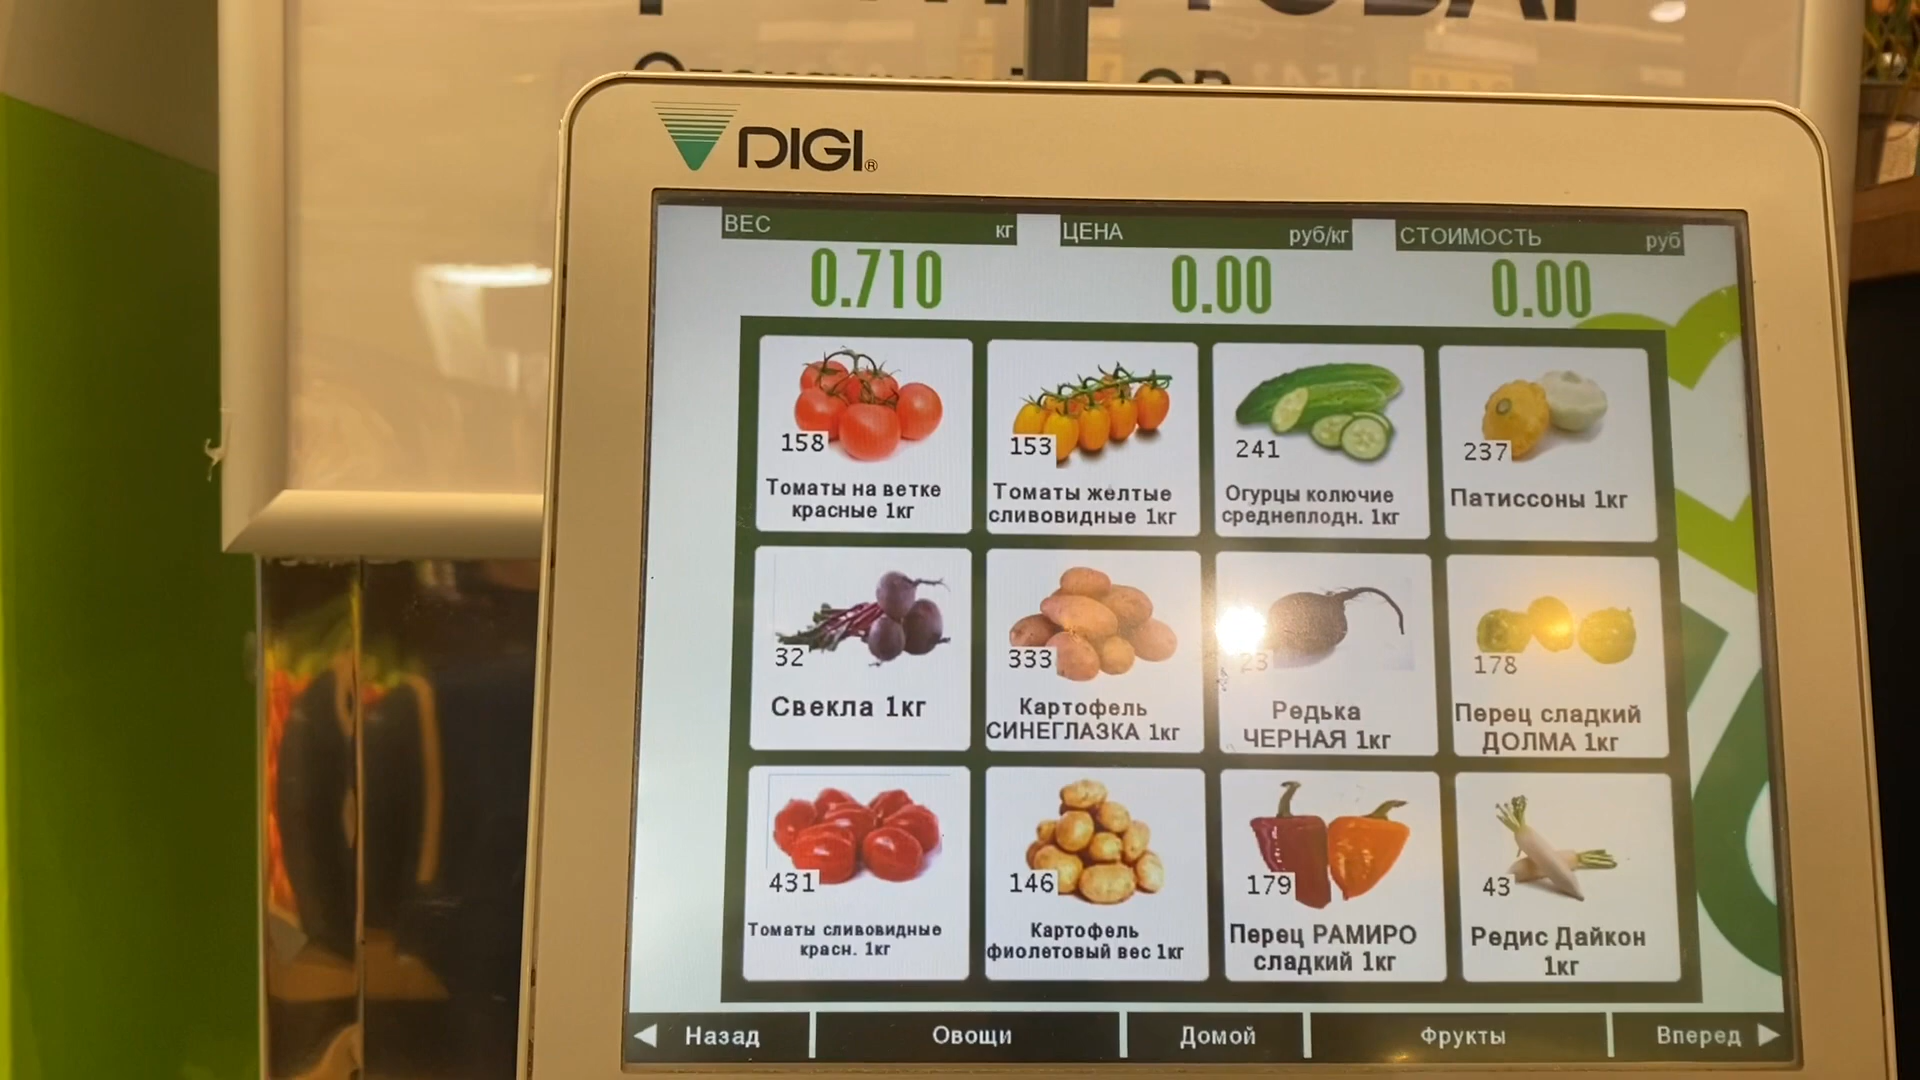 DIGI®
ВЕС кг
ЦЕНА руб/кг
СТОИМОСТЬ руб
0.710
0.00
0.00
158
Томаты на ветке
красные 1кг
153
Томаты желтые
сливовидные 1кг
241
Огурцы колючие
среднеплодн. 1кг
237
Патиссоны 1кг
32
Свекла 1кг
333
Картофель
СИНЕГЛАЗКА 1кг
23
Редька
ЧЕРНАЯ 1кг
178
Перец сладкий
ДОЛМА 1кг
431
Томаты сливовидные
красн. 1кг
146
Картофель
фиолетовый вес 1кг
179
Перец РАМИРО
сладкий 1кг
43
Редис Дайкон
1кг
Назад
Овощи
Домой
Фрукты
Вперед